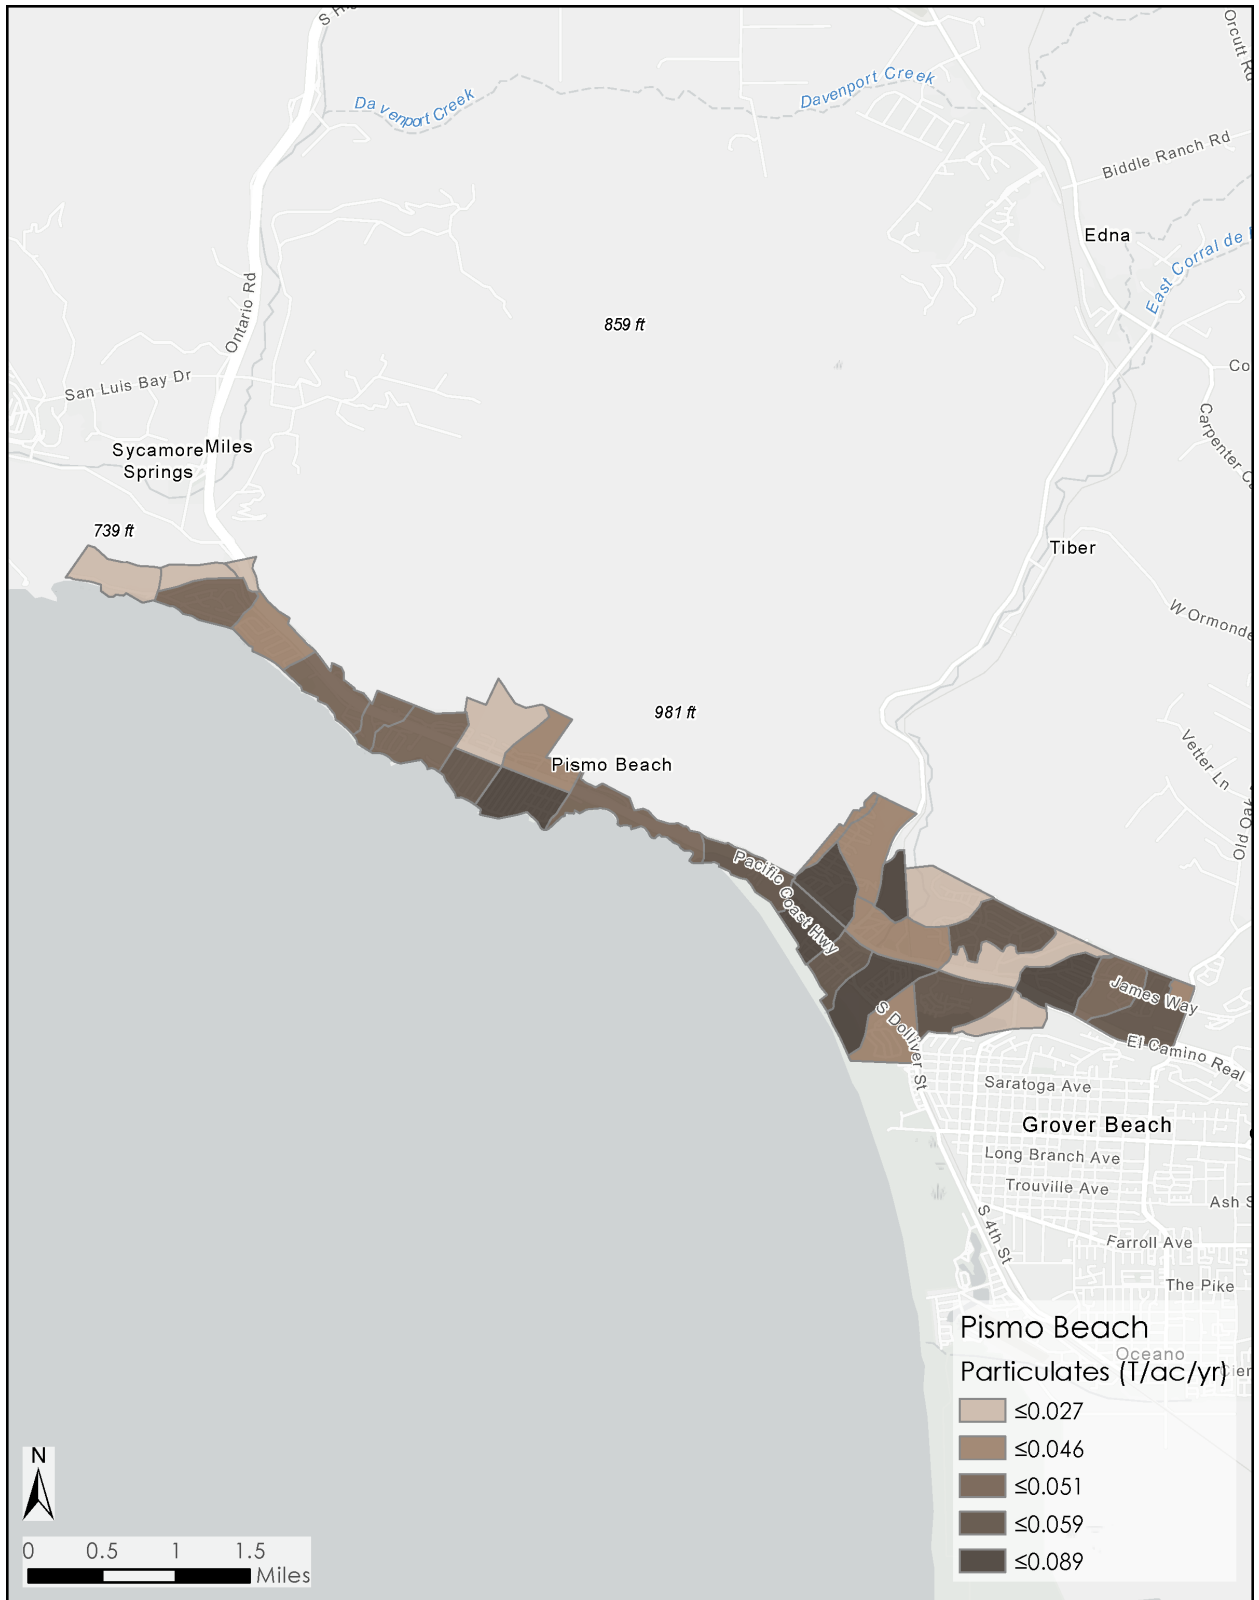 Davenport Creek
Davenport Creek
Biddle Ranch Rd
Edna
Ontario Rd
859 ft
San Luis Bay Dr
Sycamore
Springs
Miles
739 ft
Tiber
981 ft
Pismo Beach
Vetter Ln
Pacific Coast Hwy
James Way
S Dolliver St
El Camino Real
Saratoga Ave
Grover Beach
Long Branch Ave
Trouville Ave
S 4th St
Farroll Ave
The Pike
Pismo Beach
Oceano
Particulates (T/ac/yr)
≤0.027
≤0.046
≤0.051
≤0.059
≤0.089
N
0 0.5 1 1.5
Miles